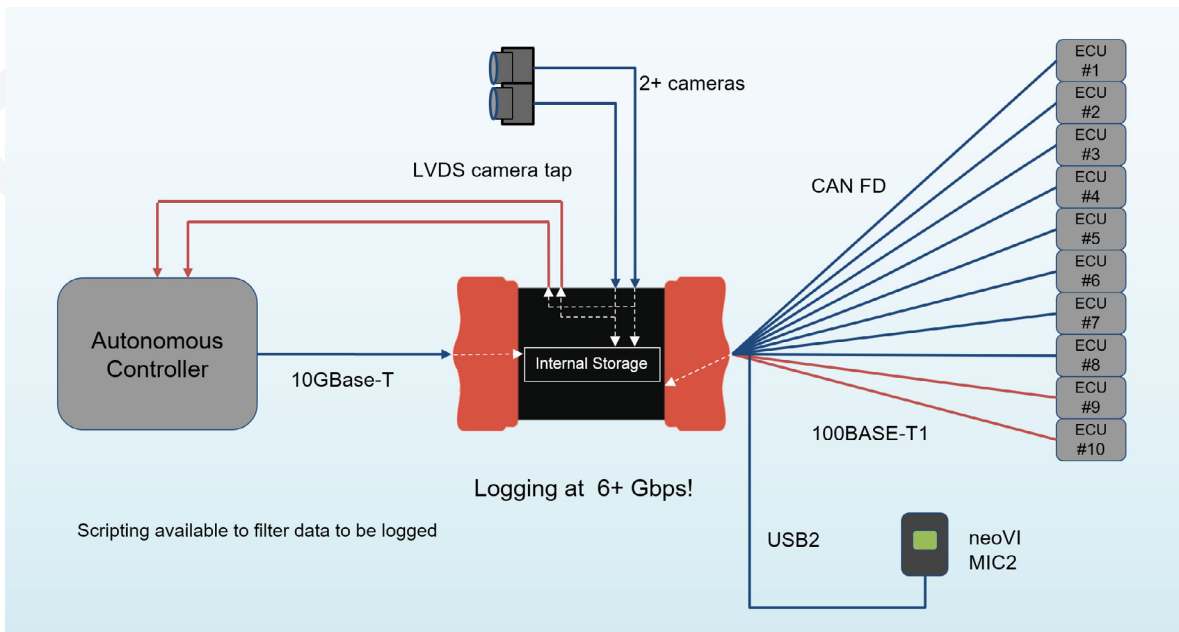 2+ cameras
LVDS camera tap
CAN FD
ECU
#1
ECU
#2
ECU
#3
ECU
#4
ECU
#5
ECU
#6
ECU
#7
ECU
#8
ECU
#9
ECU
#10
Autonomous
Controller
10GBase-T
Internal Storage
100BASE-T1
Logging at 6+ Gbps!
Scripting available to filter data to be logged
USB2
neoVI
MIC2